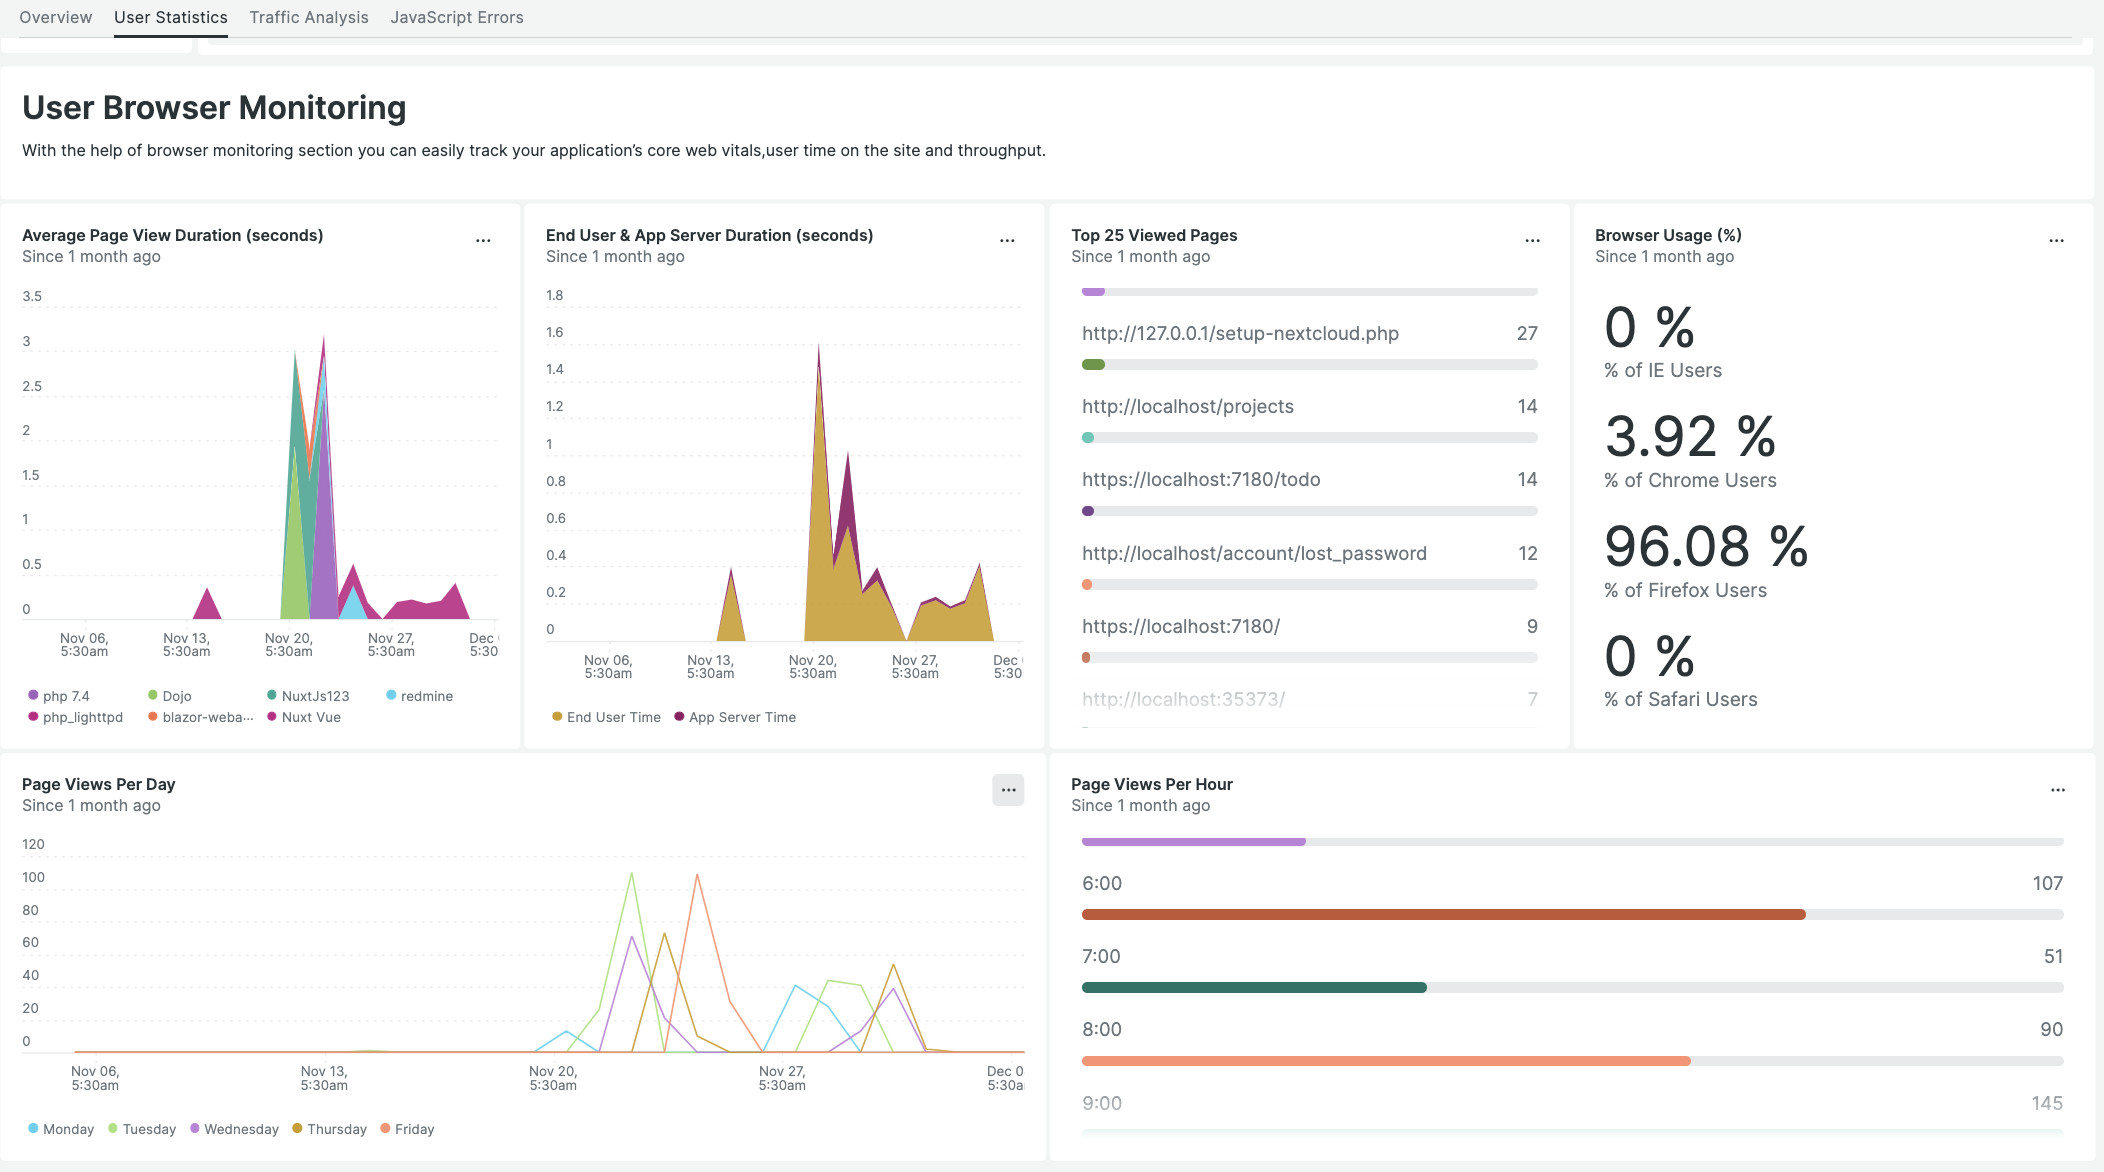 Overview User Statistics Traffic Analysis JavaScript Errors
User Browser Monitoring
With the help of browser monitoring section you can easily track your application's core web vitals,user time on the site and throughput.
Average Page View Duration (seconds)
Since 1 month ago
...
3.5
3
2.5
2
1.5
1
0.5
0
Nov 06, Nov 13, Nov 20, Nov 27, Dec
5:30am 5:30am 5:30am 5:30am 5:30
php 7.4 Dojo NuxtJs123 redmine
php_lighttpd blazor-weba... Nuxt Vue
End User & App Server Duration (seconds)
Since 1 month ago
...
1.8
1.6
1.4
1.2
1
0.8
0.6
0.4
0.2
0
Nov 06, Nov 13, Nov 20, Nov 27, Dec
5:30am 5:30am 5:30am 5:30am 5:30
End User Time App Server Time
Top 25 Viewed Pages
Since 1 month ago
...
http://127.0.0.1/setup-nextcloud.php 27
http://localhost/projects 14
https://localhost:7180/todo 14
http://localhost/account/lost_password 12
https://localhost:7180/ 9
http://localhost:35373/ 7
Browser Usage (%)
Since 1 month ago
...
0 %
% of IE Users
3.92 %
% of Chrome Users
96.08 %
% of Firefox Users
0 %
% of Safari Users
Page Views Per Day
Since 1 month ago
...
120
100
80
60
40
20
0
Nov 06, Nov 13, Nov 20, Nov 27, Dec 0
5:30am 5:30am 5:30am 5:30am 5:30a
Monday Tuesday Wednesday Thursday Friday
Page Views Per Hour
Since 1 month ago
...
6:00 107
7:00 51
8:00 90
9:00 145